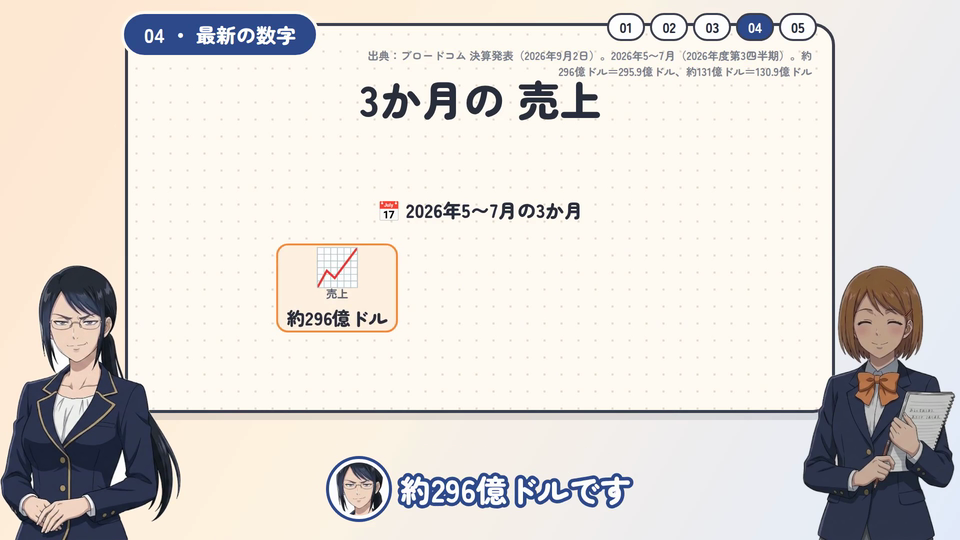 04 ・ 最新の数字
01 02 03 04 05
出典：ブロードコム 決算発表（2026年9月2日）。2026年5〜7月（2026年度第3四半期）。約
296億ドル＝295.9億ドル、約131億ドル＝130.9億ドル
3か月の 売上
July
17
2026年5〜7月の3か月
売上
約296億ドル
約296億ドルです